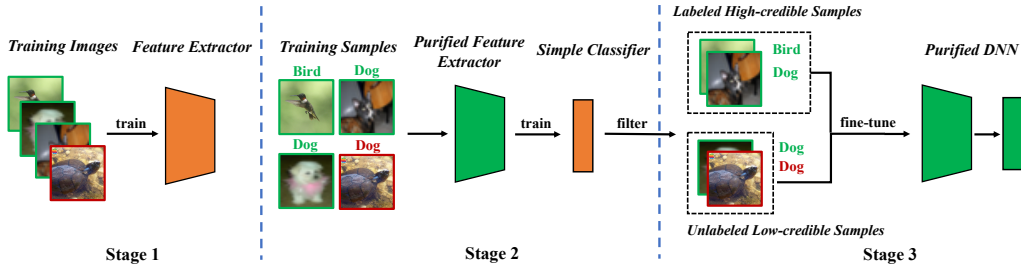 Training Images
Feature Extractor
train
Stage 1
Training Samples
Bird
Dog
Dog
Dog
Purified Feature
Extractor
train
Simple Classifier
filter
Stage 2
Labeled High-credible Samples
Bird
Dog
Dog
Dog
Unlabeled Low-credible Samples
fine-tune
Purified DNN
Stage 3